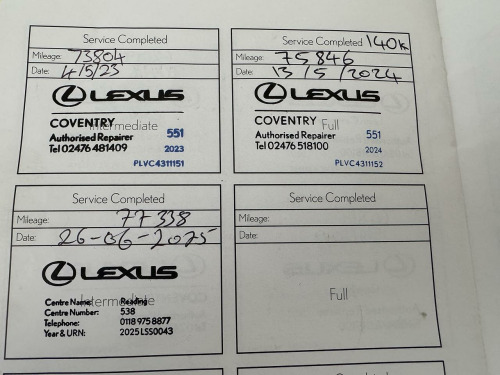 Service Completed
Mileage: 73804
Date: 4/5/23
LEXUS
COVENTRY
Intermediate
Authorised Repairer 551
Tel 02476 481409 2023
PLVC4311151
Service Completed 140k
Mileage: 75846
Date: 13/5/2024
LEXUS
COVENTRY
Full
Authorised Repairer 551
Tel 02476 518100 2024
PLVC4311152
Service Completed
Mileage: 77338
Date: 26-06-2025
LEXUS
Intermediate
Centre Name: Reading
Centre Number: 538
Telephone: 0118 975 8877
Year & URN: 2025 LSS0043
Service Completed
Mileage:
Date:
Full
Service Completed